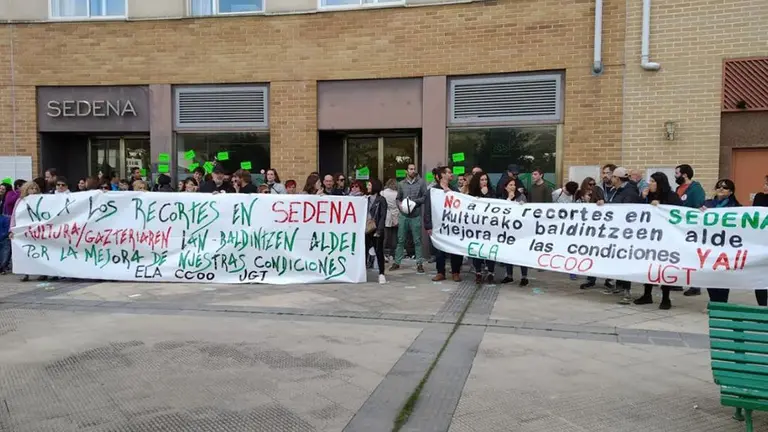 SEDENA
NO A LOS RECORTES EN SEDENA
KULTURA/GAZTERIAREN LAN-BALDINTZEN ALDE!
POR LA MEJORA DE NUESTRAS CONDICIONES
ELA CCOO UGT
NO a los recortes en SEDENA
Kulturako baldintzeen alde
Mejora de las condiciones YA!!
ELA CCOO UGT